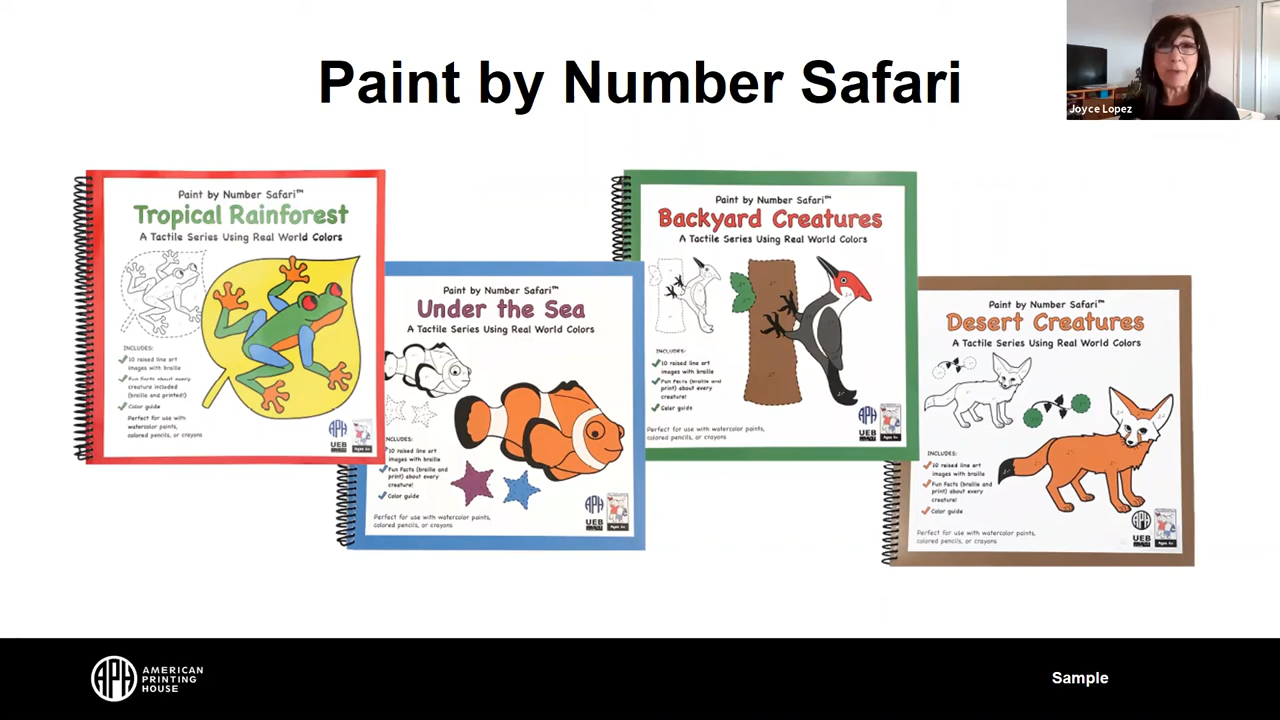 Paint by Number Safari
Joyce Lopez
Paint by Number Safari™
Tropical Rainforest
A Tactile Series Using Real World Colors
INCLUDES:
10 raised line art
images with braille
Fun Facts about every
creature included
(braille and printed!)
Color guide
Perfect for use with
watercolor paints,
colored pencils, or crayons
APH
UEB
Paint by Number Safari™
Under the Sea
A Tactile Series Using Real World Colors
INCLUDES:
10 raised line art
images with braille
Fun Facts (braille and
print) about every
creature!
Color guide
Perfect for use with watercolor paints,
colored pencils, or crayons
APH
UEB
Paint by Number Safari™
Backyard Creatures
A Tactile Series Using Real World Colors
INCLUDES:
10 raised line art
images with braille
Fun Facts (braille and
print) about every
creature!
Color guide
Perfect for use with watercolor paints,
colored pencils, or crayons
APH
UEB
Paint by Number Safari™
Desert Creatures
A Tactile Series Using Real World Colors
INCLUDES:
10 raised line art
images with braille
Fun Facts (braille and
print) about every
creature!
Color guide
Perfect for use with watercolor paints,
colored pencils, or crayons
APH
UEB
APH
AMERICAN
PRINTING
HOUSE
Sample